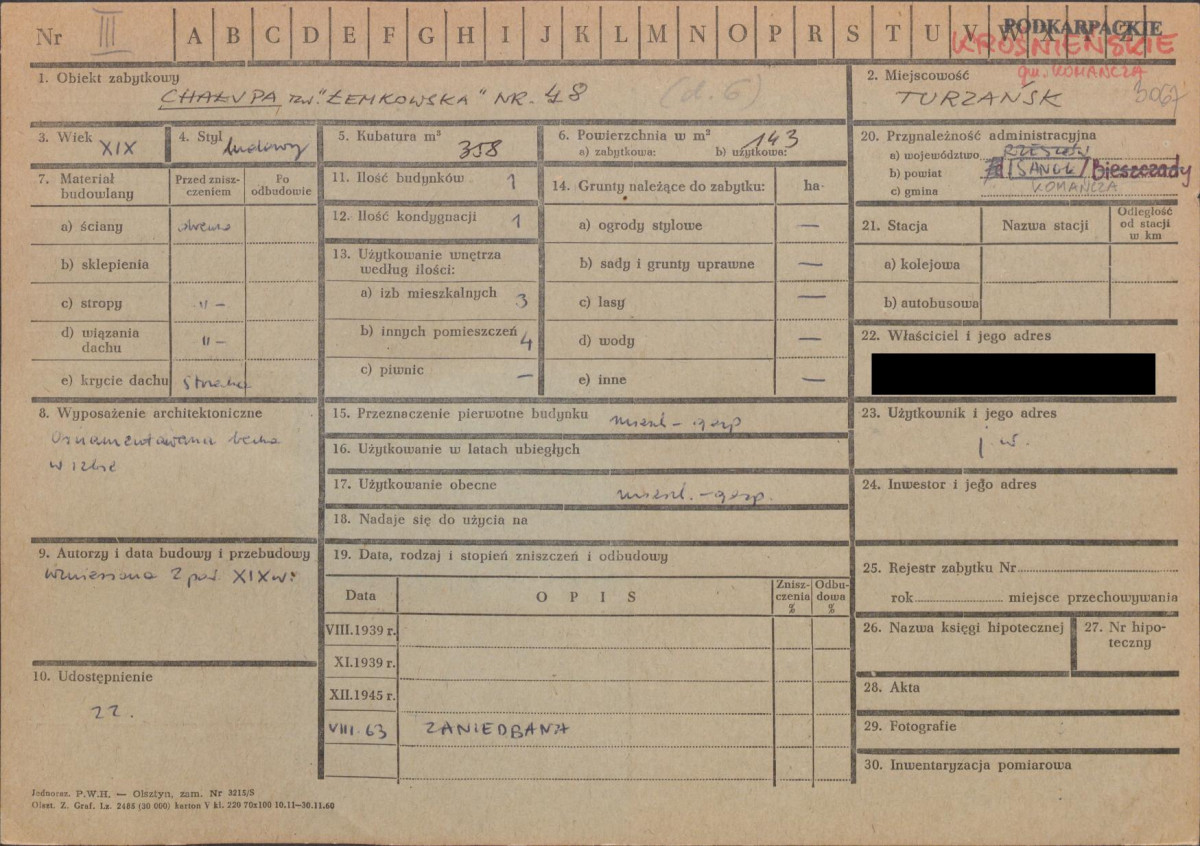 Nr III A B C D E F G H I J K L M N O P R S T U V W X Y Z
PODKARPACKIE
KROŚNIEŃSKIE
gm. KOMAŃCZA
1. Obiekt zabytkowy
CHAŁUPA zw. "ŁEMKOWSKA" NR. 48 (d. 6)
2. Miejscowość
TURZAŃSK
3067
3. Wiek XIX
4. Styl ludowy
5. Kubatura m³ 358
6. Powierzchnia w m²
a) zabytkowa: b) użytkowa: 143
20. Przynależność administracyjna
a) województwo RZESZÓW
b) powiat SANOK / Bieszczady
c) gmina KOMAŃCZA
7. Materiał budowlany
Przed zniszczeniem
Po odbudowie
a) ściany drewno
b) sklepienia
c) stropy "-
d) wiązania dachu "-
e) krycie dachu strzecha
11. Ilość budynków 1
12. Ilość kondygnacji 1
13. Użytkowanie wnętrza według ilości:
a) izb mieszkalnych 3
b) innych pomieszczeń 4
c) piwnic —
14. Grunty należące do zabytku: ha-
a) ogrody stylowe —
b) sady i grunty uprawne —
c) lasy —
d) wody —
e) inne —
21. Stacja
Nazwa stacji
Odległość od stacji w km
a) kolejowa
b) autobusowa
22. Właściciel i jego adres
8. Wyposażenie architektoniczne
Ornamentowana belka
w izbie
15. Przeznaczenie pierwotne budynku mieszk - gosp
16. Użytkowanie w latach ubiegłych
17. Użytkowanie obecne mieszk. - gosp.
18. Nadaje się do użycia na
23. Użytkownik i jego adres
j. w.
24. Inwestor i jego adres
9. Autorzy i data budowy i przebudowy
Wzniesiona 2 poł. XIX w.
19. Data, rodzaj i stopień zniszczeń i odbudowy
Data
OPIS
Zniszczenia %
Odbudowa %
VIII.1939 r.
XI.1939 r.
XII.1945 r.
VIII.63 ZANIEDBANA
25. Rejestr zabytku Nr
rok miejsce przechowywania
26. Nazwa księgi hipotecznej
27. Nr hipoteczny
10. Udostępnienie
22.
28. Akta
29. Fotografie
30. Inwentaryzacja pomiarowa
Jednoraz. P.W.H. — Olsztyn, zam. Nr 3215/S
Olszt. Z. Graf. Lx. 2485 (30 000) karton V kl. 220 70x100 10.11—30.11.60